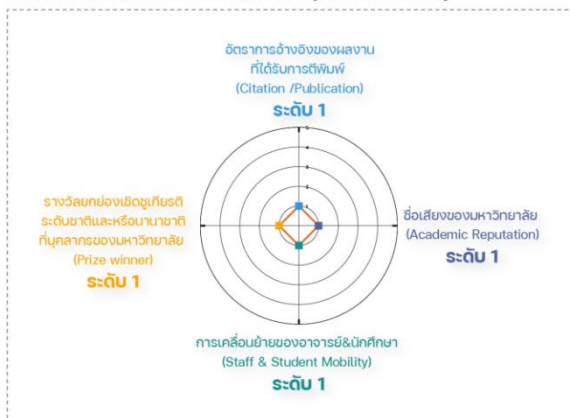 อัตราการอ้างอิงของผลงาน
ที่ได้รับการตีพิมพ์
(Citation /Publication)
ระดับ 1
รางวัลยกย่องเชิดชูเกียรติ
ระดับชาติและหรือนานาชาติ
ที่บุคลากรของมหาวิทยาลัย
(Prize winner)
ระดับ 1
ชื่อเสียงของมหาวิทยาลัย
(Academic Reputation)
ระดับ 1
การเคลื่อนย้ายของอาจารย์&นักศึกษา
(Staff & Student Mobility)
ระดับ 1